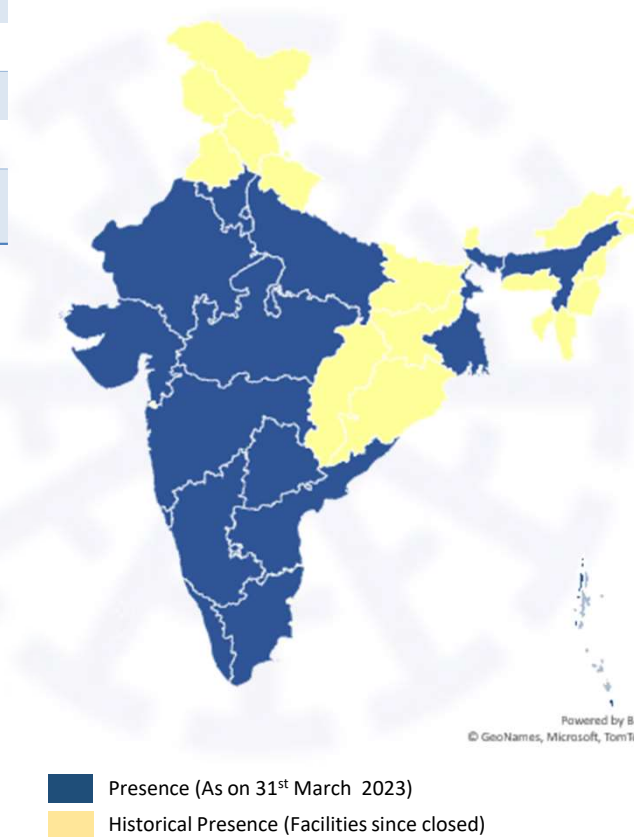 Powered by B
© GeoNames, Microsoft, TomT
Presence (As on 31st March 2023)
Historical Presence (Facilities since closed)